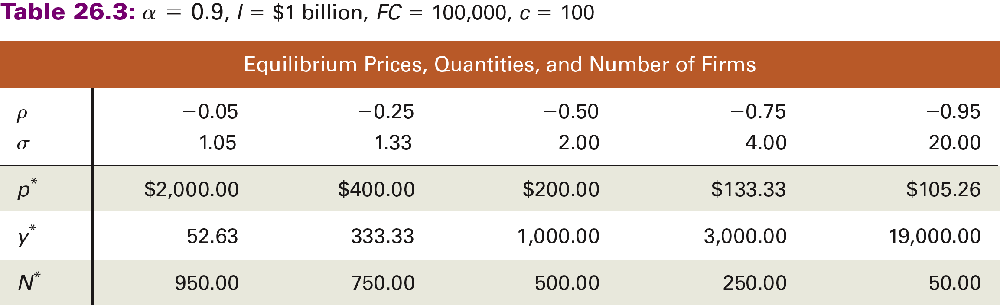 Table 26.3: α = 0.9, I = $1 billion, FC = 100,000, c = 100
Equilibrium Prices, Quantities, and Number of Firms
ρ −0.05 −0.25 −0.50 −0.75 −0.95
σ 1.05 1.33 2.00 4.00 20.00
p* $2,000.00 $400.00 $200.00 $133.33 $105.26
y* 52.63 333.33 1,000.00 3,000.00 19,000.00
N* 950.00 750.00 500.00 250.00 50.00